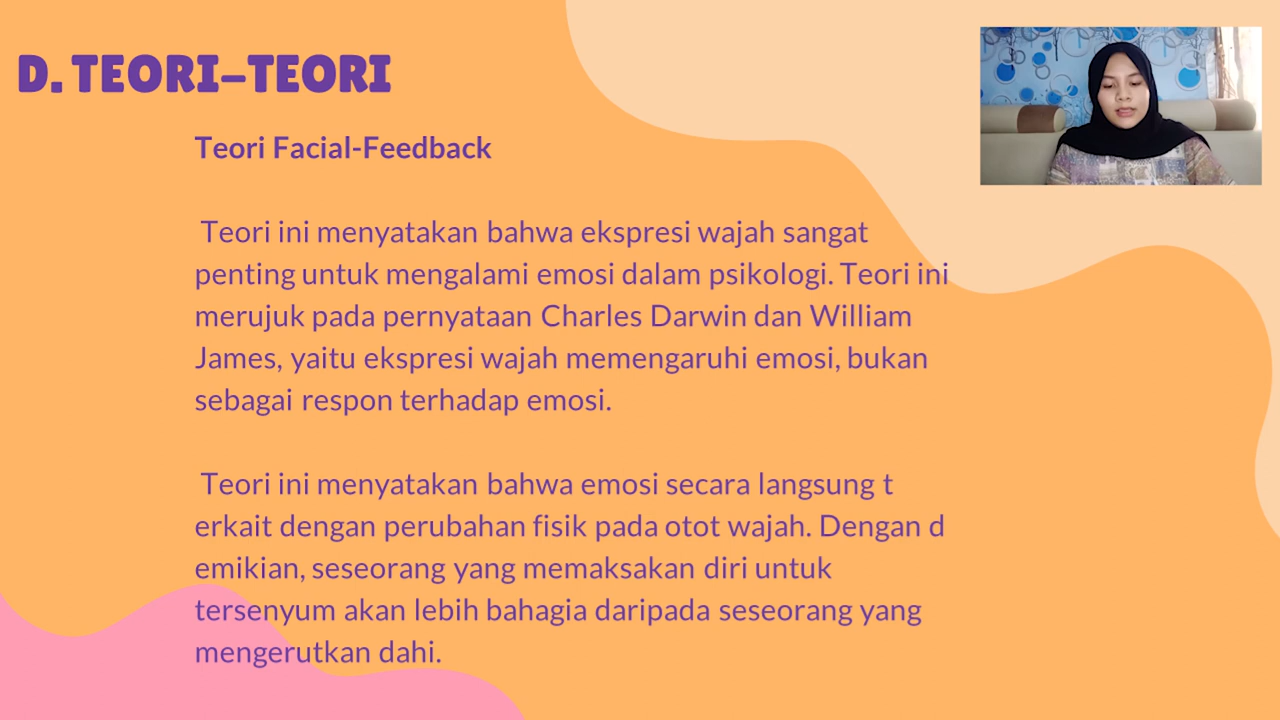 D. TEORI-TEORI
Teori Facial-Feedback
Teori ini menyatakan bahwa ekspresi wajah sangat
penting untuk mengalami emosi dalam psikologi. Teori ini
merujuk pada pernyataan Charles Darwin dan William
James, yaitu ekspresi wajah memengaruhi emosi, bukan
sebagai respon terhadap emosi.
Teori ini menyatakan bahwa emosi secara langsung t
erkait dengan perubahan fisik pada otot wajah. Dengan d
emikian, seseorang yang memaksakan diri untuk
tersenyum akan lebih bahagia daripada seseorang yang
mengerutkan dahi.